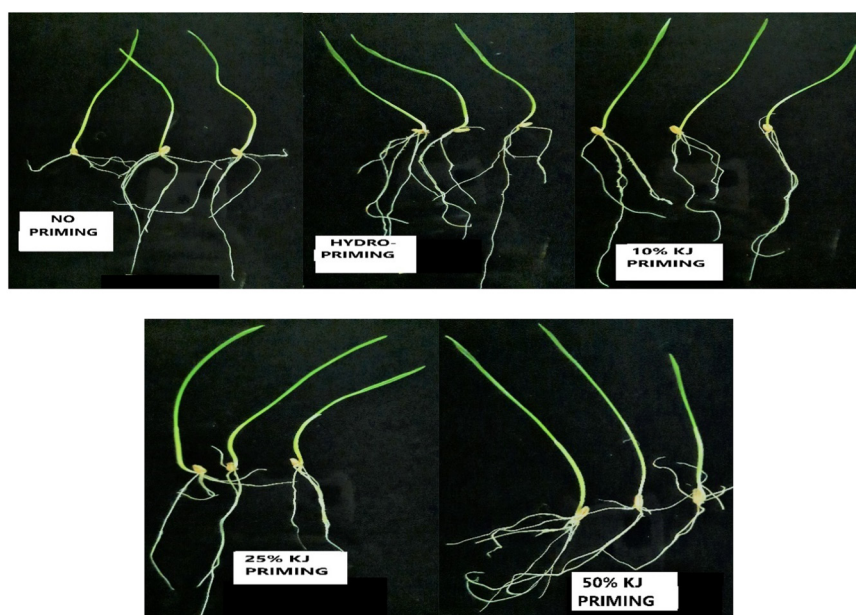 NO
PRIMING
HYDRO-
PRIMING
10% KJ
PRIMING
25% KJ
PRIMING
50% KJ
PRIMING